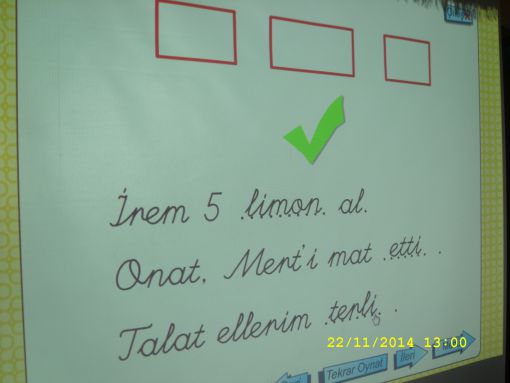 İrem 5 limon al.
Onat, Mert'i mat etti.
Talat ellerim terli.
22/11/2014 13:00
Tekrar Oynat
İleri